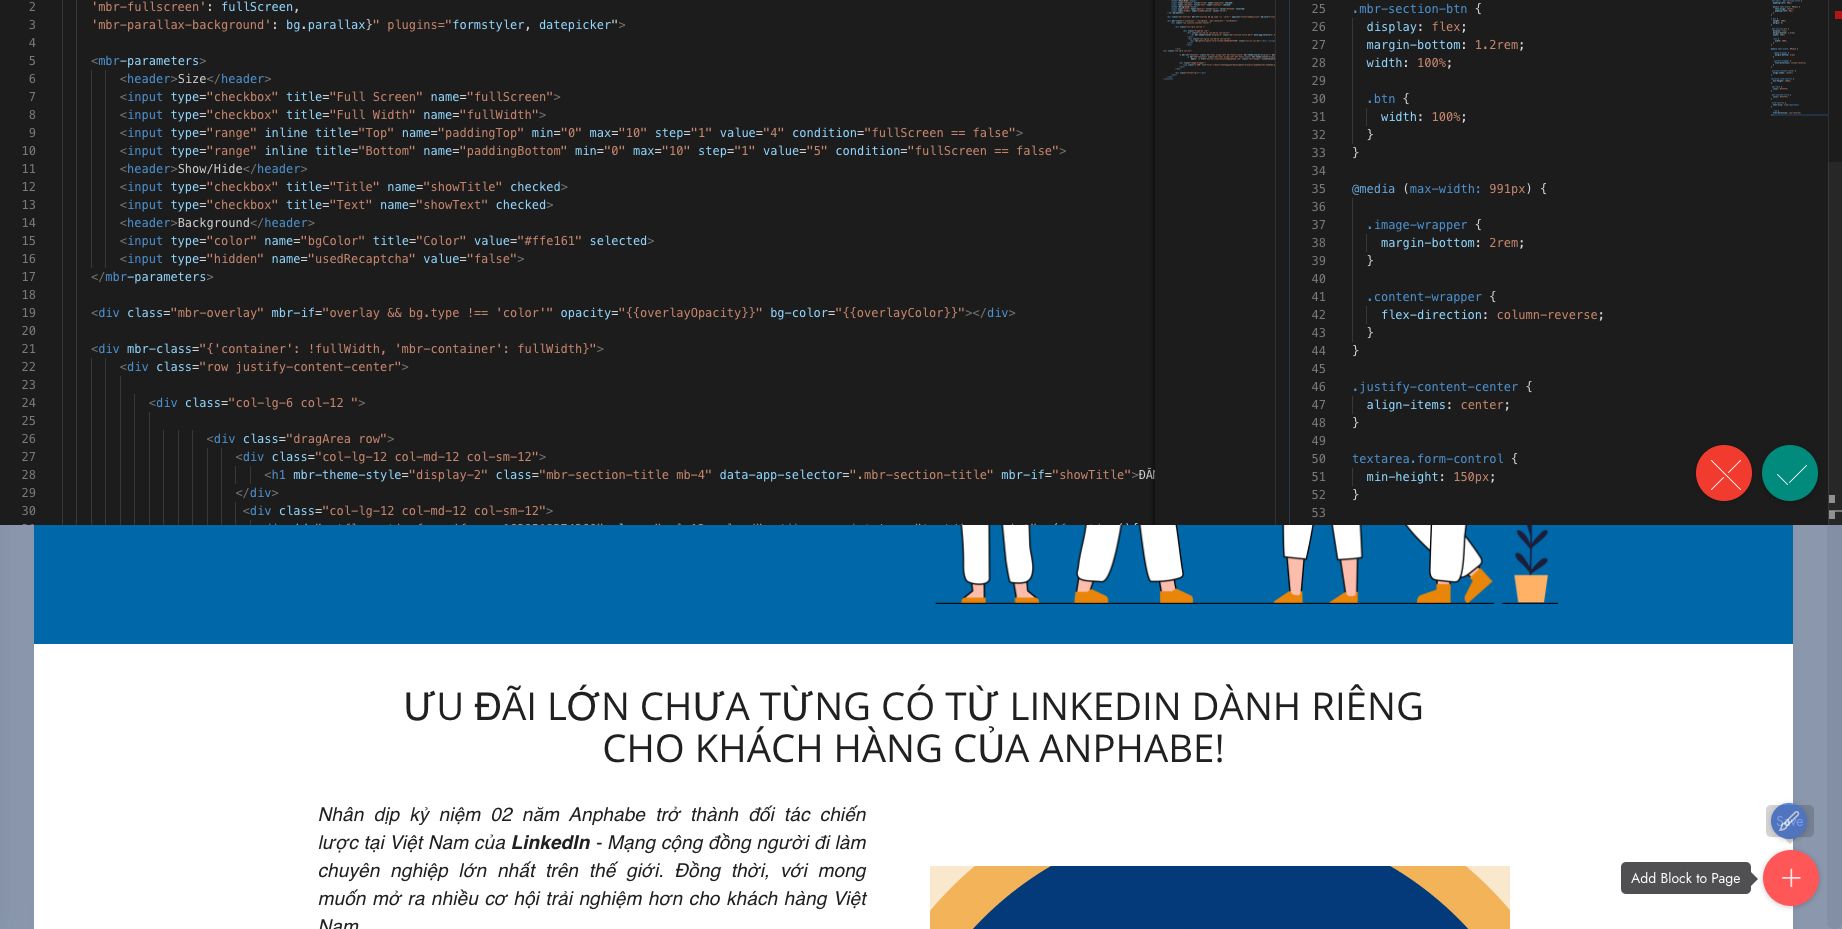 2 'mbr-fullscreen': fullScreen,
3 'mbr-parallax-background': bg.parallax}" plugins="formstyler, datepicker">
4
5 <mbr-parameters>
6 <header>Size</header>
7 <input type="checkbox" title="Full Screen" name="fullScreen">
8 <input type="checkbox" title="Full Width" name="fullWidth">
9 <input type="range" inline title="Top" name="paddingTop" min="0" max="10" step="1" value="4" condition="fullScreen == false">
10 <input type="range" inline title="Bottom" name="paddingBottom" min="0" max="10" step="1" value="5" condition="fullScreen == false">
11 <header>Show/Hide</header>
12 <input type="checkbox" title="Title" name="showTitle" checked>
13 <input type="checkbox" title="Text" name="showText" checked>
14 <header>Background</header>
15 <input type="color" name="bgColor" title="Color" value="#ffe161" selected>
16 <input type="hidden" name="usedRecaptcha" value="false">
17 </mbr-parameters>
18
19 <div class="mbr-overlay" mbr-if="overlay && bg.type !== 'color'" opacity="{{overlayOpacity}}" bg-color="{{overlayColor}}"></div>
20
21 <div mbr-class="{'container': !fullWidth, 'mbr-container': fullWidth}">
22 <div class="row justify-content-center">
23
24 <div class="col-lg-6 col-12 ">
25
26 <div class="dragArea row">
27 <div class="col-lg-12 col-md-12 col-sm-12">
28 <h1 mbr-theme-style="display-2" class="mbr-section-title mb-4" data-app-selector=".mbr-section-title" mbr-if="showTitle">
29 </div>
30 <div class="col-lg-12 col-md-12 col-sm-12">
25 .mbr-section-btn {
26 display: flex;
27 margin-bottom: 1.2rem;
28 width: 100%;
29
30 .btn {
31 width: 100%;
32 }
33 }
34
35 @media (max-width: 991px) {
36
37 .image-wrapper {
38 margin-bottom: 2rem;
39 }
40
41 .content-wrapper {
42 flex-direction: column-reverse;
43 }
44 }
45
46 .justify-content-center {
47 align-items: center;
48 }
49
50 textarea.form-control {
51 min-height: 150px;
52 }
53
ƯU ĐÃI LỚN CHƯA TỪNG CÓ TỪ LINKEDIN DÀNH RIÊNG
CHO KHÁCH HÀNG CỦA ANPHABE!
Nhân dịp kỷ niệm 02 năm Anphabe trở thành đối tác chiến
lược tại Việt Nam của LinkedIn - Mạng cộng đồng người đi làm
chuyên nghiệp lớn nhất trên thế giới. Đồng thời, với mong
muốn mở ra nhiều cơ hội trải nghiệm hơn cho khách hàng Việt
Nam
Add Block to Page